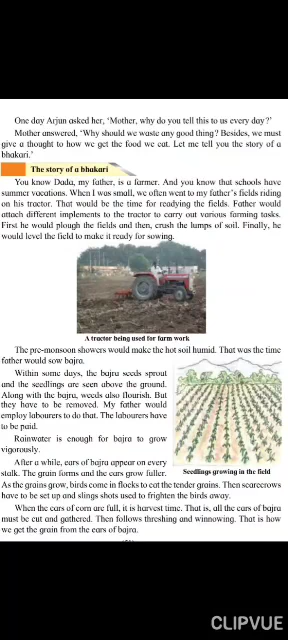 One day Arjun asked her, 'Mother, why do you tell this to us every day?'
Mother answered, 'Why should we waste any good thing? Besides, we must
give a thought to how we get the food we eat. Let me tell you the story of a
bhakari.'
The story of a bhakari
You know Dada, my father, is a farmer. And you know that schools have
summer vacations. When I was small, we often went to my father's fields riding
on his tractor. That would be the time for readying the fields. Father would
attach different implements to the tractor to carry out various farming tasks.
First he would plough the fields and then, crush the lumps of soil. Finally, he
would level the field to make it ready for sowing.
A tractor being used for farm work
The pre-monsoon showers would make the hot soil humid. That was the time
father would sow bajra.
Within some days, the bajra seeds sprout
and the seedlings are seen above the ground.
Along with the bajra, weeds also flourish. But
they have to be removed. My father would
employ labourers to do that. The labourers have
to be paid.
Rainwater is enough for bajra to grow
vigorously.
After a while, ears of bajra appear on every
stalk. The grain forms and the ears grow fuller.
Seedlings growing in the field
As the grains grow, birds come in flocks to eat the tender grains. Then scarecrows
have to be set up and slings shots used to frighten the birds away.
When the ears of corn are full, it is harvest time. That is, all the ears of bajra
must be cut and gathered. Then follows threshing and winnowing. That is how
we get the grain from the ears of bajra.
CLIPVUE